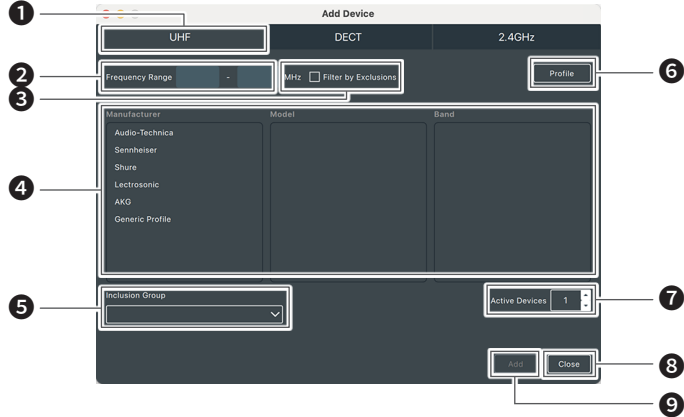 1
Add Device
UHF
DECT
2.4GHz
2
Frequency Range
-
MHz
Filter by Exclusions
Profile
6
3
Manufacturer
Model
Band
Audio-Technica
Sennheiser
Shure
4
Lectrosonic
AKG
Generic Profile
Inclusion Group
5
Active Devices
1
7
Add
Close
8
9